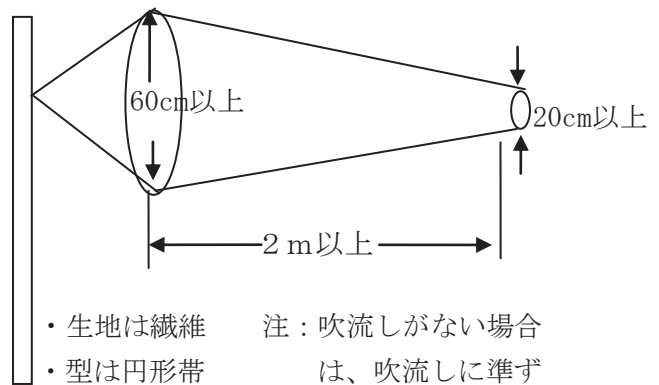 60cm以上
20cm以上
２ｍ以上
・生地は繊維　注：吹流しがない場合
・型は円形帯　は、吹流しに準ず